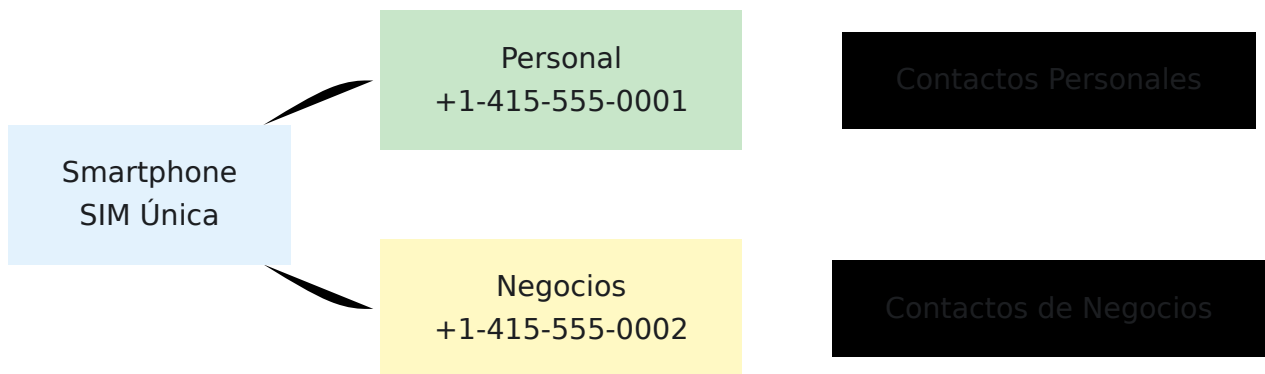 Personal
+1-415-555-0001
Contactos Personales
Smartphone
SIM Única
Negocios
+1-415-555-0002
Contactos de Negocios